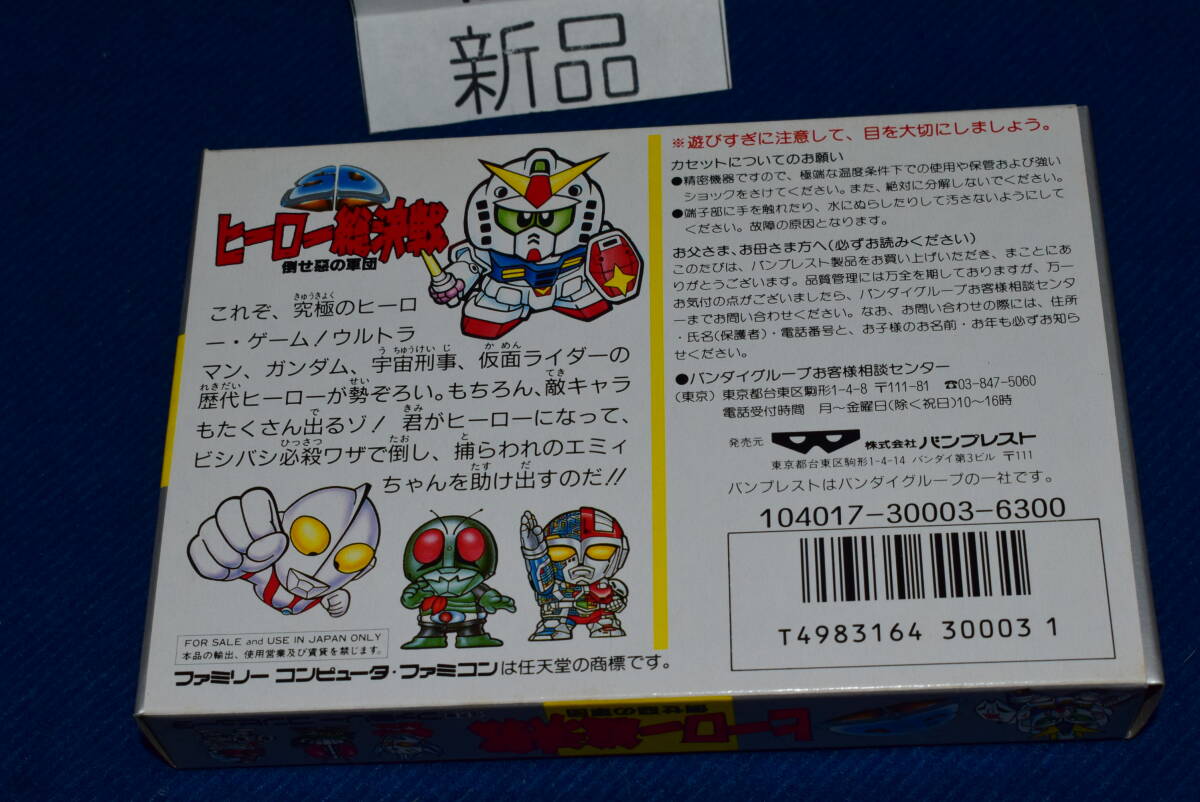 新品
SD
ヒーロー総決戦
倒せ悪の軍団
これぞ、究極のヒーロ
ー・ゲーム！ウルトラ
マン、ガンダム、宇宙刑事、仮面ライダーの
歴代ヒーローが勢ぞろい。もちろん、敵キャラ
もたくさん出るゾ！ 君がヒーローになって、
ビシバシ必殺ワザで倒し、捕らわれのエミィ
ちゃんを助け出すのだ!!
FOR SALE and USE IN JAPAN ONLY
本品の輸出、使用営業及び賃貸を禁じます。
ファミリー コンピュータ・ファミコンは任天堂の商標です。
※遊びすぎに注意して、目を大切にしましょう。
カセットについてのお願い
●精密機器ですので、極端な温度条件下での使用や保管および強い
ショックをさけてください。また、絶対に分解しないでください。
●端子部に手を触れたり、水にぬらしたりして汚さないようにして
ください。故障の原因となります。
お父さま、お母さま方へ(必ずお読みください)
このたびは、バンプレスト製品をお買い上げいただき、まことにあ
りがとうございます。品質管理には万全を期しておりますが、万一
お気付の点がございましたら、バンダイグループお客様相談センタ
ーまでお問い合わせください。なお、お問い合わせの際には、住所
・氏名(保護者)・電話番号と、お子様のお名前・お年も必ずお知ら
せください。
●バンダイグループお客様相談センター
(東京) 東京都台東区駒形1-4-8 〒111-81 ☎03-847-5060
電話受付時間 月～金曜日(除く祝日)10～16時
発売元 株式会社 バンプレスト
東京都台東区駒形1-4-14 バンダイ第3ビル 〒111
バンプレストはバンダイグループの一社です。
104017-30003-6300
T4983164 30003 1
ヒーロー総決戦
倒せ悪の軍団
SD